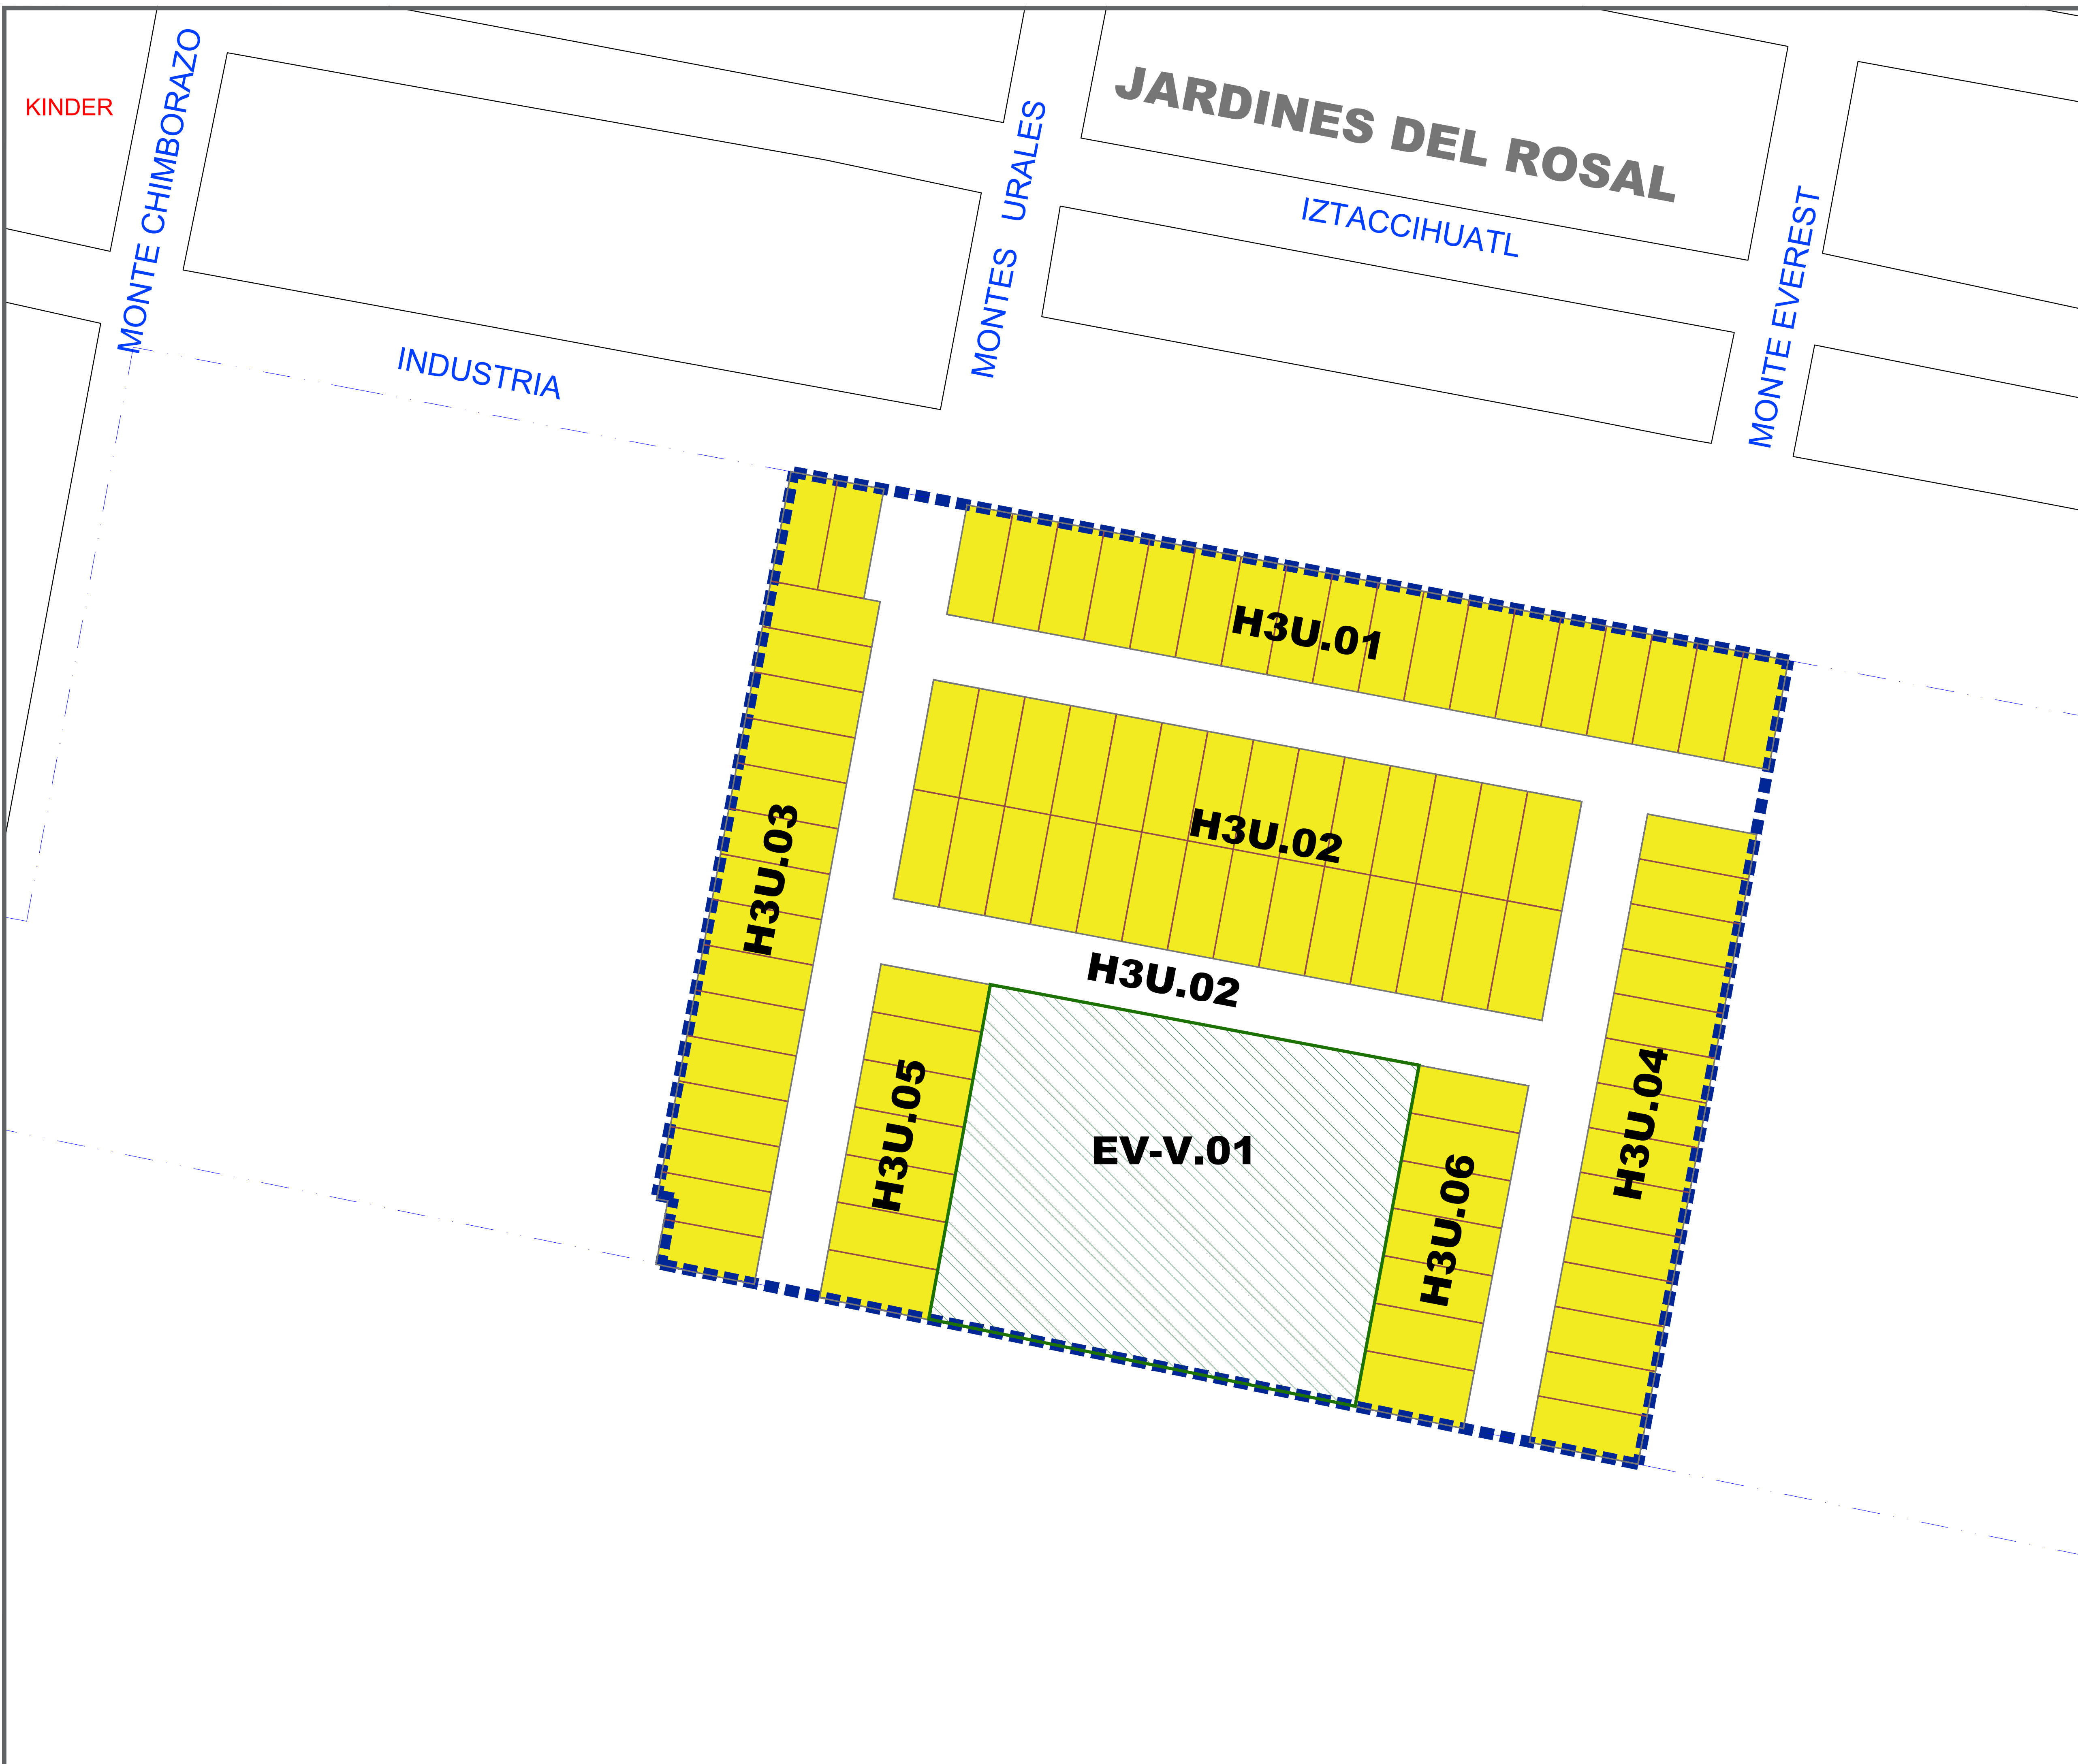 KINDER
MONTE CHIMBORAZO
JARDINES DEL ROSAL
MONTES URALES
IZTACCIHUATL
MONTE EVEREST
INDUSTRIA
H3U.01
H3U.02
H3U.03
H3U.02
H3U.05
EV-V.01
H3U.04
H3U.06